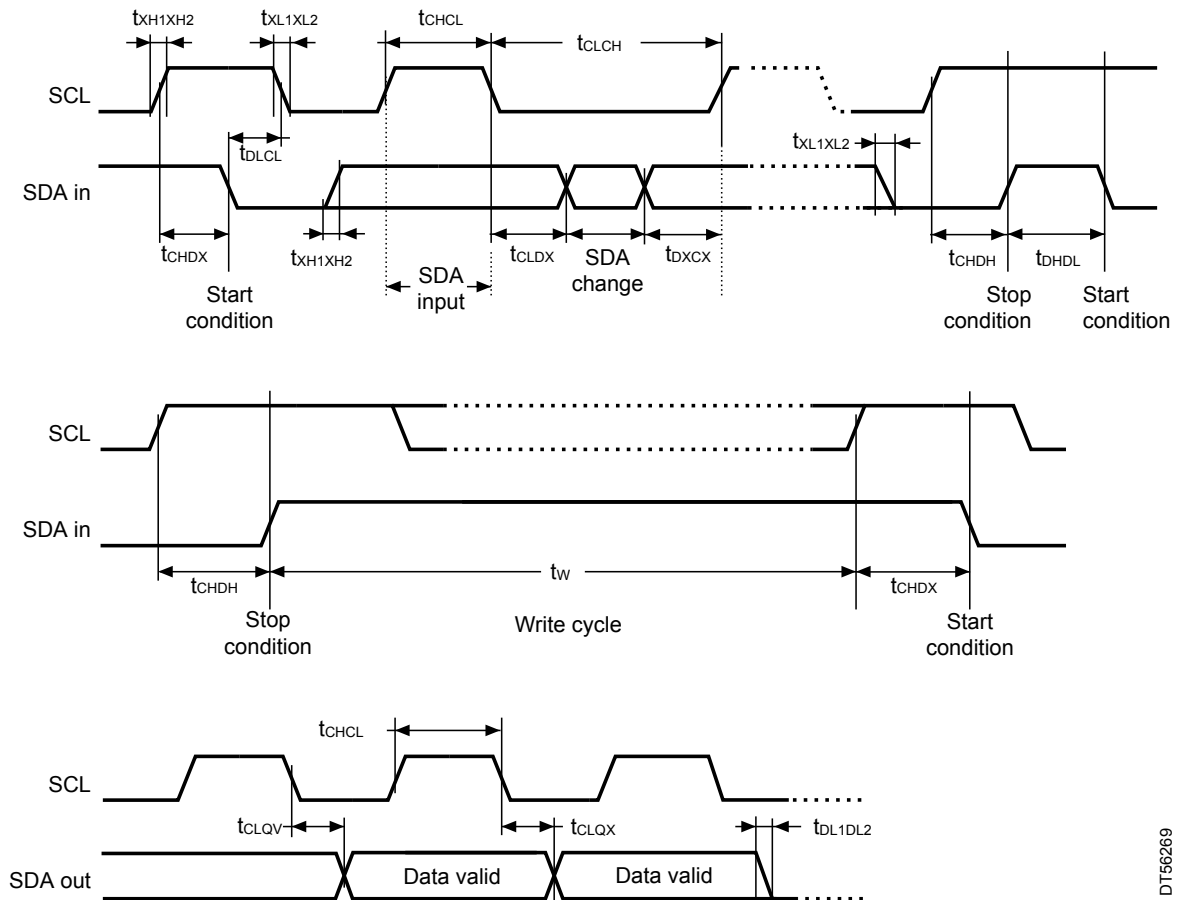 tXH1XH2
tXL1XL2
tCHCL
tCLCH
SCL
tDLCL
tXL1XL2
SDA in
tCHDX
tXH1XH2
tCLDX
SDA
change
tDXCX
tCHDH
tDHDL
Start
condition
SDA
input
Stop
condition
Start
condition
SCL
SDA in
tCHDH
tW
tCHDX
Stop
condition
Write cycle
Start
condition
tCHCL
SCL
tCLQV
tCLQX
tDL1DL2
SDA out
Data valid
Data valid
DT56269